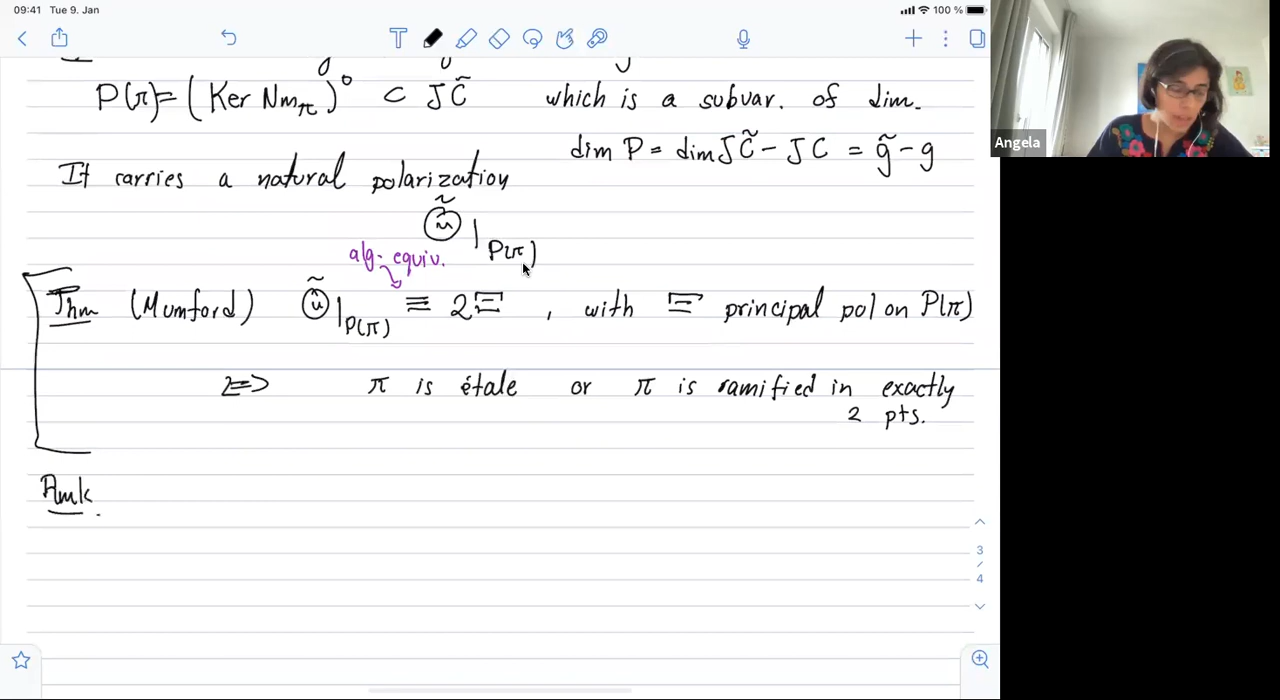 09:41 Tue 9. Jan
100 %
P(π)= (Ker Nm_π)° ⊂ JC̃ which is a subvar. of dim.
dim P = dim JC̃ - JC = g̃ - g
It carries a natural polarization
Θ̃|_P(π)
alg. equiv.
Thm (Mumford) Θ̃|_P(π) ≡ 2Ξ , with Ξ principal pol on P(π)
⟺ π is étale or π is ramified in exactly
2 pts.
Rmk.
3
/
4
Angela